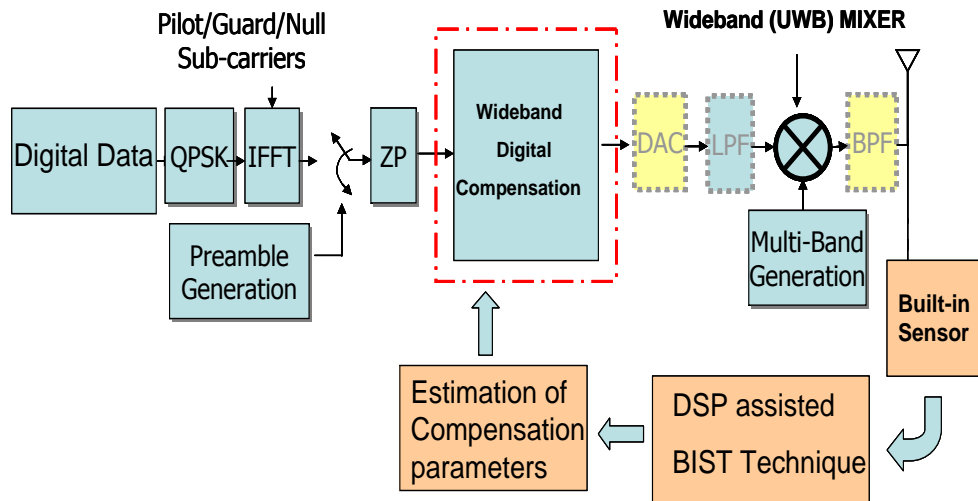 Pilot/Guard/Null
Sub-carriers
Wideband (UWB) MIXER
Digital Data
QPSK
IFFT
ZP
Wideband
Digital
Compensation
DAC
LPF
BPF
Preamble
Generation
Multi-Band
Generation
Built-in
Sensor
Estimation of
Compensation
parameters
DSP assisted
BIST Technique